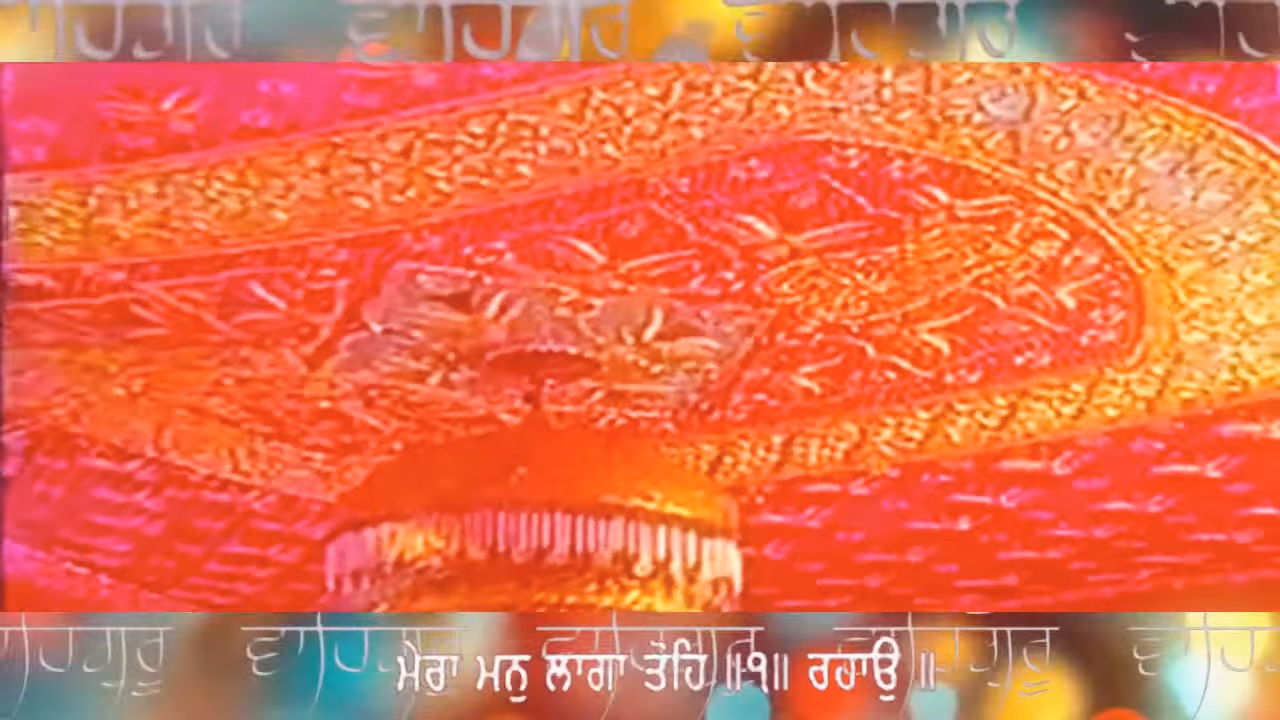 ਵਾਹਿਗੁਰੂ ਵਾਹਿਗੁਰੂ
ਵਾਹਿਗੁਰੂ ਵਾਹਿਗੁਰੂ ਵਾਹਿਗੁਰੂ
ਮੇਰਾ ਮਨੁ ਲਾਗਾ ਤੋਹਿ ॥੧॥ ਰਹਾਉ ॥